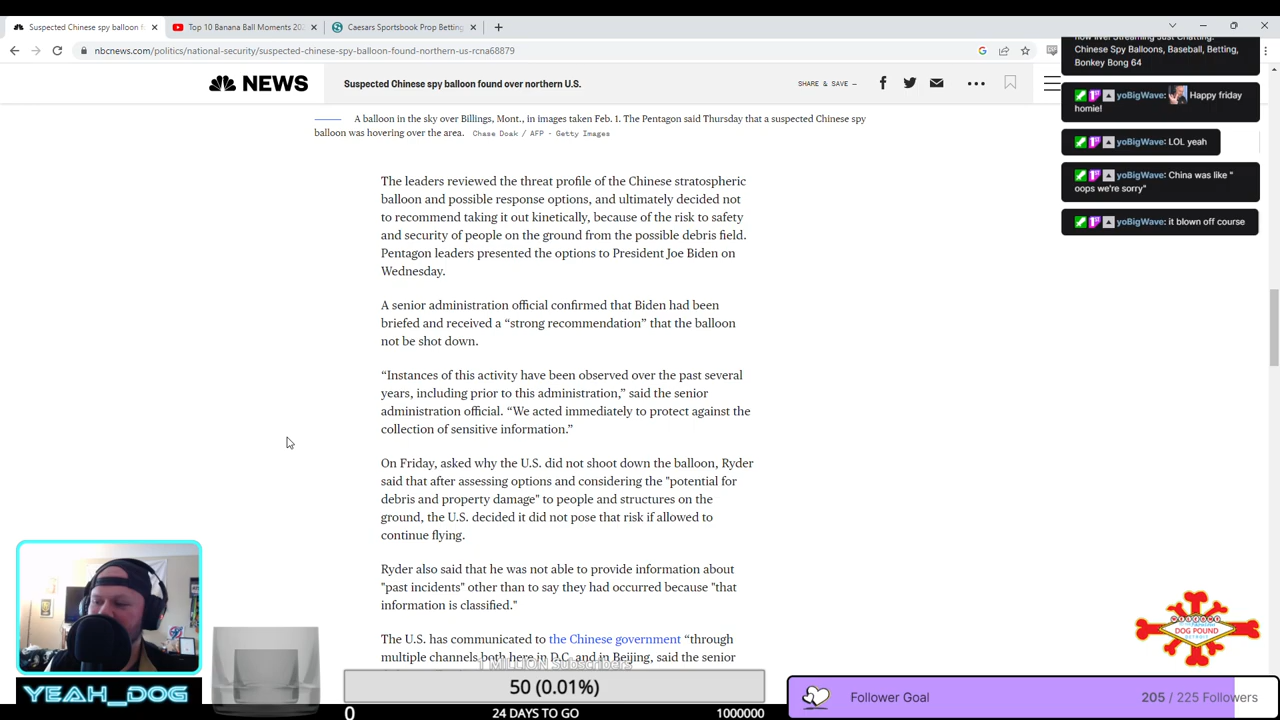 Suspected Chinese spy balloon f
Top 10 Banana Ball Moments 202
Caesars Sportsbook Prop Betting
nbcnews.com/politics/national-security/suspected-chinese-spy-balloon-found-northern-us-rcna68879
NEWS
Suspected Chinese spy balloon found over northern U.S.
SHARE & SAVE —
A balloon in the sky over Billings, Mont., in images taken Feb. 1. The Pentagon said Thursday that a suspected Chinese spy
balloon was hovering over the area. Chase Doak / AFP - Getty Images
The leaders reviewed the threat profile of the Chinese stratospheric
balloon and possible response options, and ultimately decided not
to recommend taking it out kinetically, because of the risk to safety
and security of people on the ground from the possible debris field.
Pentagon leaders presented the options to President Joe Biden on
Wednesday.
A senior administration official confirmed that Biden had been
briefed and received a “strong recommendation” that the balloon
not be shot down.
“Instances of this activity have been observed over the past several
years, including prior to this administration,” said the senior
administration official. “We acted immediately to protect against the
collection of sensitive information.”
On Friday, asked why the U.S. did not shoot down the balloon, Ryder
said that after assessing options and considering the "potential for
debris and property damage" to people and structures on the
ground, the U.S. decided it did not pose that risk if allowed to
continue flying.
Ryder also said that he was not able to provide information about
"past incidents" other than to say they had occurred because "that
information is classified."
The U.S. has communicated to the Chinese government “through
multiple channels both here in D.C. and in Beijing, said the senior
now live! Streaming Just Chatting:
Chinese Spy Balloons, Baseball, Betting,
Bonkey Bong 64
yoBigWave: Happy friday
homie!
yoBigWave: LOL yeah
yoBigWave: China was like "
oops we're sorry"
yoBigWave: it blown off course
DOG POUND
DETROIT
YEAH_DOG
1 MILLION Subscribers
50 (0.01%)
0
24 DAYS TO GO
1000000
Follower Goal
205 / 225 Followers